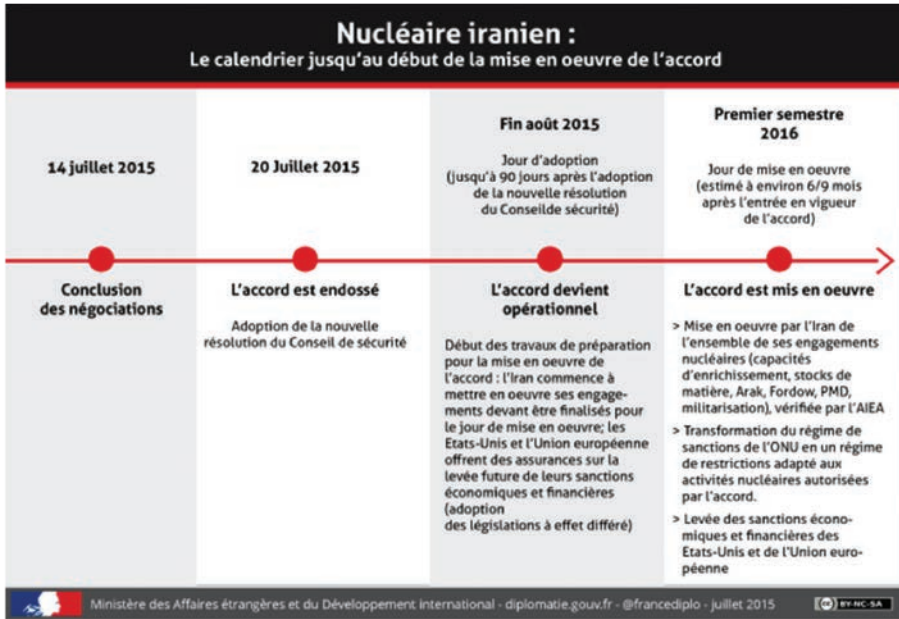 Nucléaire iranien :
Le calendrier jusqu'au début de la mise en oeuvre de l'accord
14 juillet 2015
Conclusion
des négociations
20 Juillet 2015
L'accord est endossé
Adoption de la nouvelle
résolution du Conseil de sécurité
Fin août 2015
Jour d'adoption
(jusqu'à 90 jours après l'adoption
de la nouvelle résolution
du Conseilde sécurité)
L'accord devient
opérationnel
Début des travaux de préparation
pour la mise en oeuvre de
l'accord : l'Iran commence à
mettre en oeuvre ses engage-
ments devant être finalisés pour
le jour de mise en oeuvre; les
Etats-Unis et l'Union européenne
offrent des assurances sur la
levée future de leurs sanctions
économiques et financières
(adoption
des législations à effet différé)
Premier semestre
2016
Jour de mise en oeuvre
(estimé à environ 6/9 mois
après l'entrée en vigueur
de l'accord)
L'accord est mis en oeuvre
> Mise en oeuvre par l'Iran de
l'ensemble de ses engagements
nucléaires (capacités
d'enrichissement, stocks de
matière, Arak, Fordow, PMD,
militarisation), vérifiée par l'AIEA
> Transformation du régime de
sanctions de l'ONU en un régime
de restrictions adapté aux
activités nucléaires autorisées
par l'accord.
> Levée des sanctions écono-
miques et financières des
Etats-Unis et de l'Union euro-
péenne
Ministère des Affaires étrangères et du Développement international - diplomatie.gouv.fr - @francediplo - juillet 2015
cc BY-NC-SA